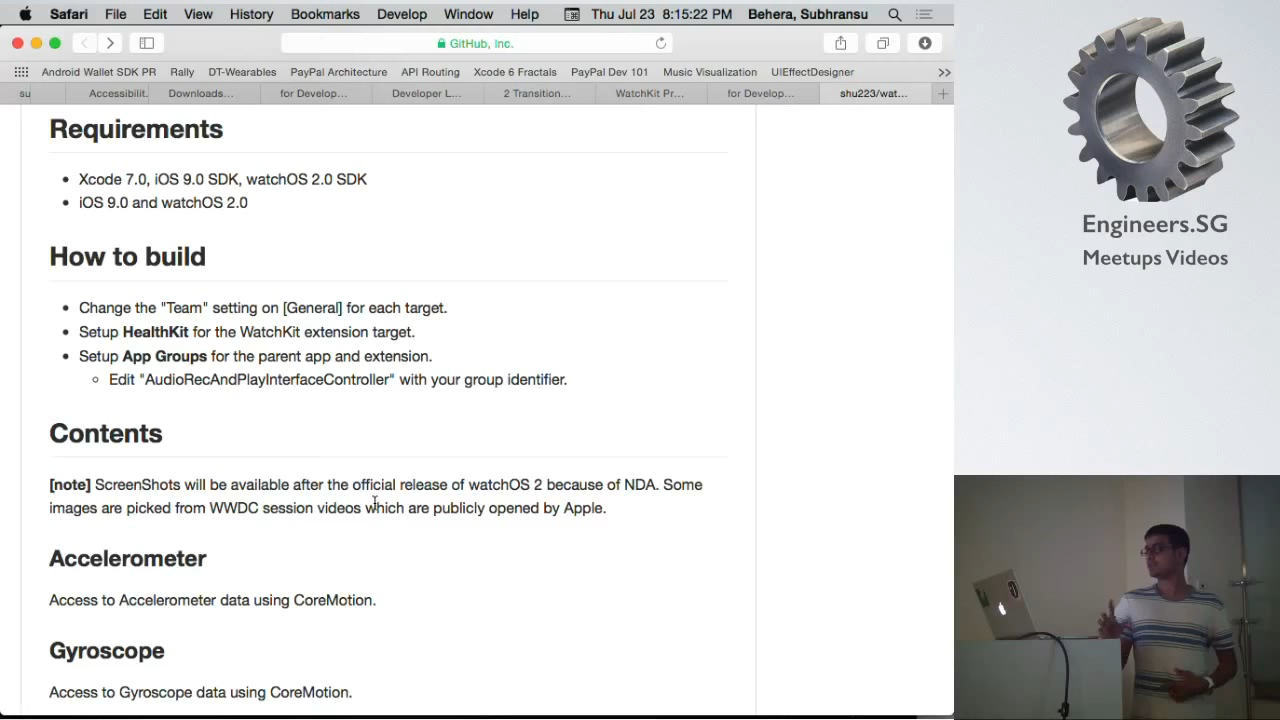 Safari File Edit View History Bookmarks Develop Window Help Thu Jul 23 8:15:22 PM Behera, Subhransu
GitHub, Inc.
Android Wallet SDK PR Rally DT-Wearables PayPal Architecture API Routing Xcode 6 Fractals PayPal Dev 101 Music Visualization UIEffectDesigner >>
su Accessibilit. Downloads... for Develop... Developer L... 2 Transition... WatchKit Pr... for Develop... shu223/wat... +
Requirements
• Xcode 7.0, iOS 9.0 SDK, watchOS 2.0 SDK
• iOS 9.0 and watchOS 2.0
How to build
• Change the "Team" setting on [General] for each target.
• Setup HealthKit for the WatchKit extension target.
• Setup App Groups for the parent app and extension.
◦ Edit "AudioRecAndPlayInterfaceController" with your group identifier.
Contents
[note] ScreenShots will be available after the official release of watchOS 2 because of NDA. Some
images are picked from WWDC session videos which are publicly opened by Apple.
Accelerometer
Access to Accelerometer data using CoreMotion.
Gyroscope
Access to Gyroscope data using CoreMotion.
Engineers.SG
Meetups Videos